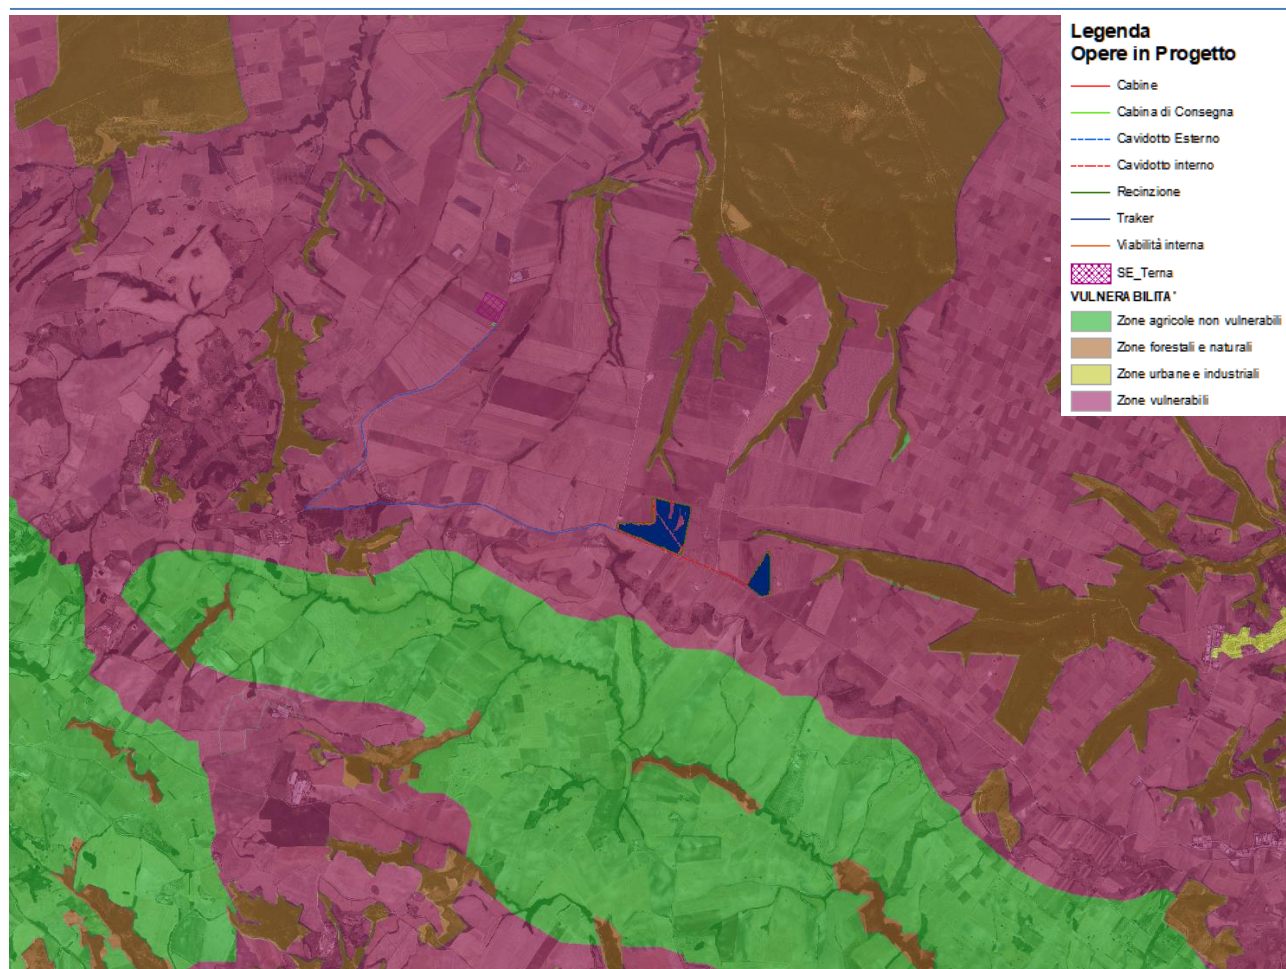 Legenda
Opere in Progetto
Cabine
Cabina di Consegna
Cavidotto Esterno
Cavidotto interno
Recinzione
Traker
Viabilità interna
SE_Terna
VULNERABILITA'
Zone agricole non vulnerabili
Zone forestali e naturali
Zone urbane e industriali
Zone vulnerabili